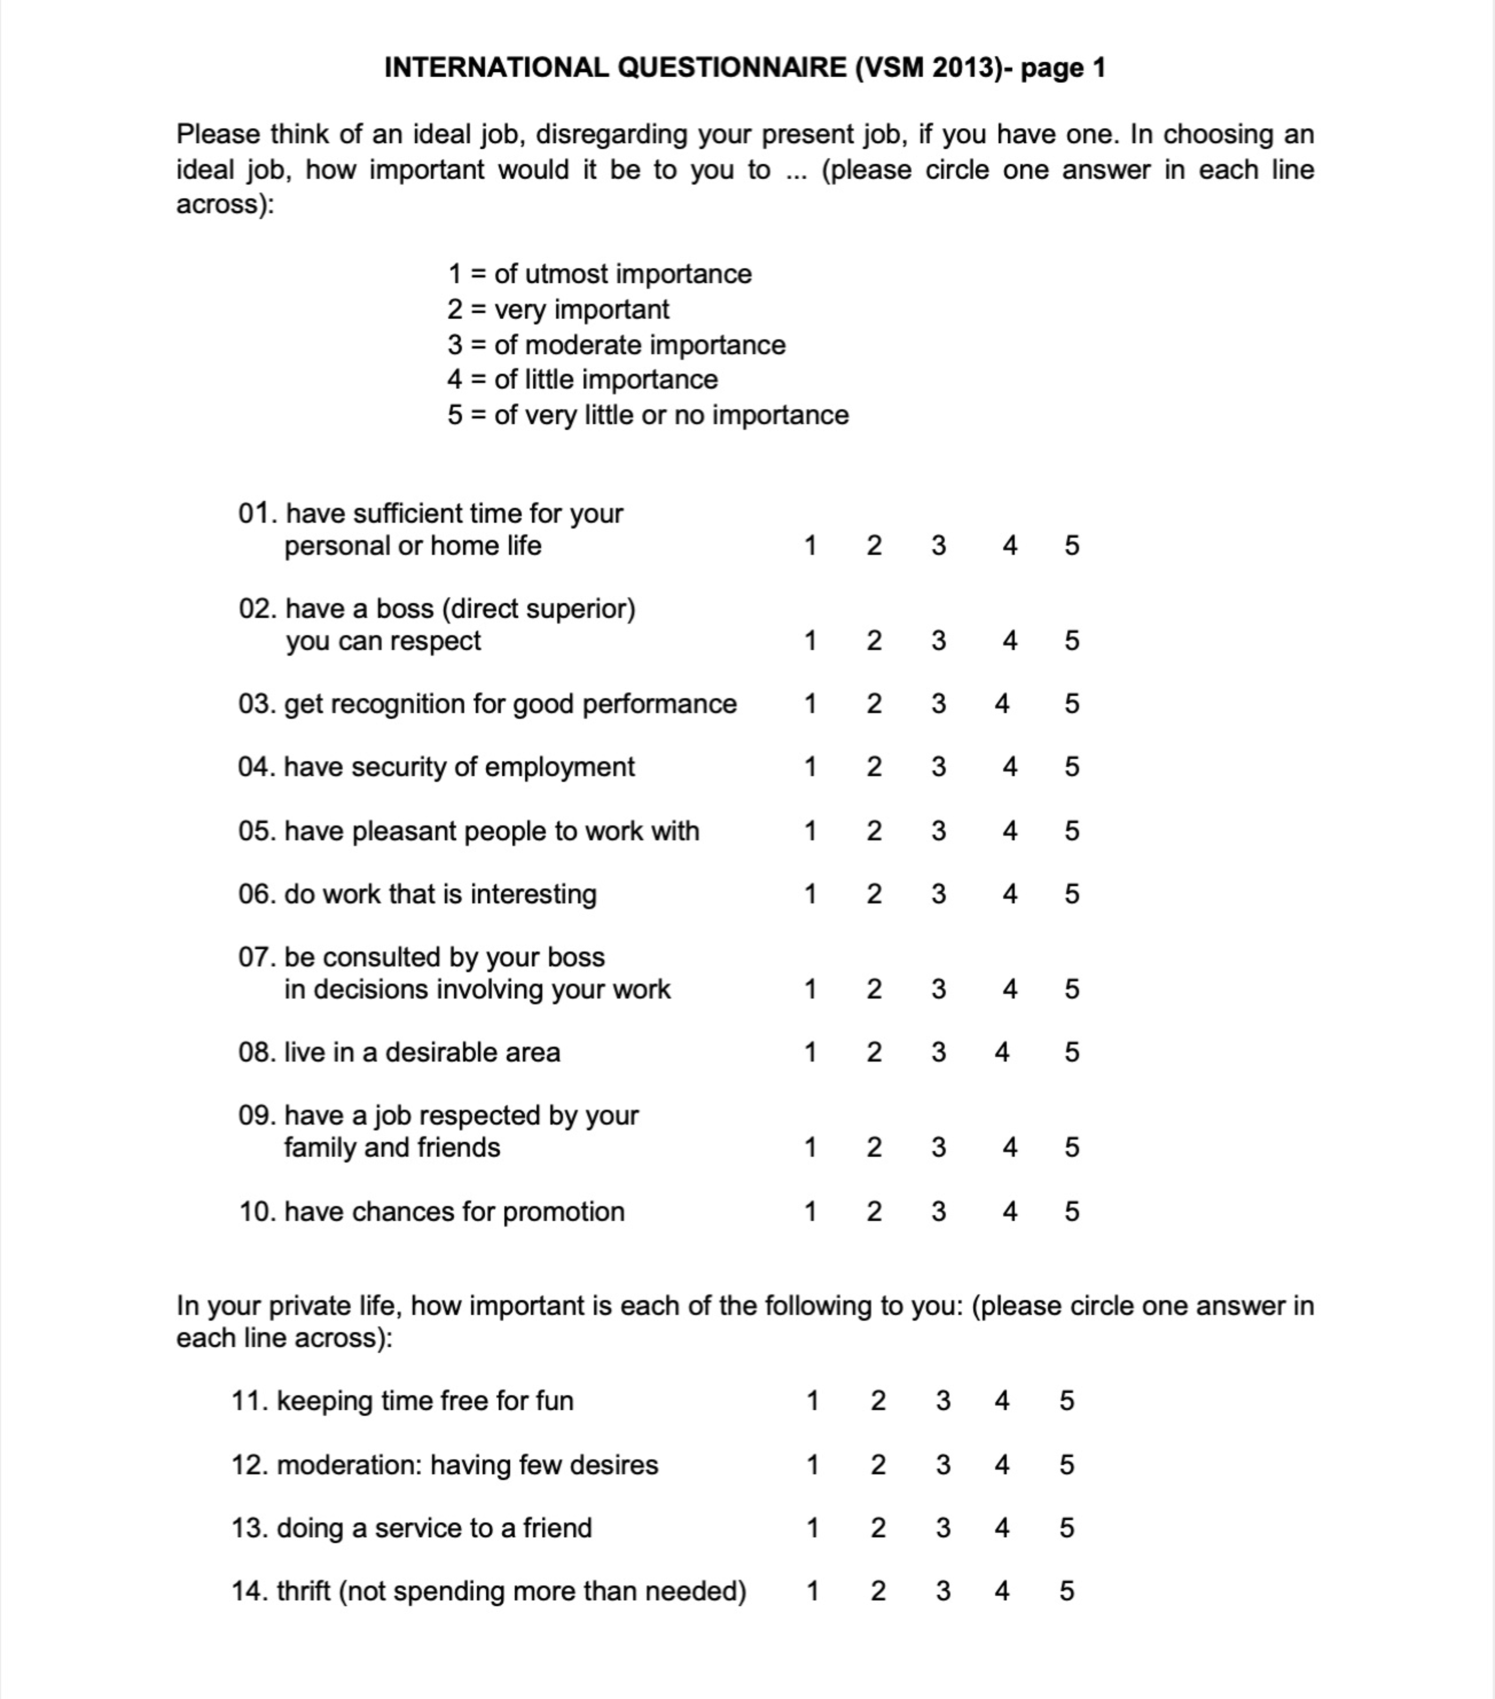 INTERNATIONAL QUESTIONNAIRE (VSM 2013)- page 1
Please think of an ideal job, disregarding your present job, if you have one. In choosing an
ideal job, how important would it be to you to ... (please circle one answer in each line
across):
1 = of utmost importance
2 = very important
3 = of moderate importance
4 = of little importance
5 = of very little or no importance
01. have sufficient time for your
personal or home life 1 2 3 4 5
02. have a boss (direct superior)
you can respect 1 2 3 4 5
03. get recognition for good performance 1 2 3 4 5
04. have security of employment 1 2 3 4 5
05. have pleasant people to work with 1 2 3 4 5
06. do work that is interesting 1 2 3 4 5
07. be consulted by your boss
in decisions involving your work 1 2 3 4 5
08. live in a desirable area 1 2 3 4 5
09. have a job respected by your
family and friends 1 2 3 4 5
10. have chances for promotion 1 2 3 4 5
In your private life, how important is each of the following to you: (please circle one answer in
each line across):
11. keeping time free for fun 1 2 3 4 5
12. moderation: having few desires 1 2 3 4 5
13. doing a service to a friend 1 2 3 4 5
14. thrift (not spending more than needed) 1 2 3 4 5